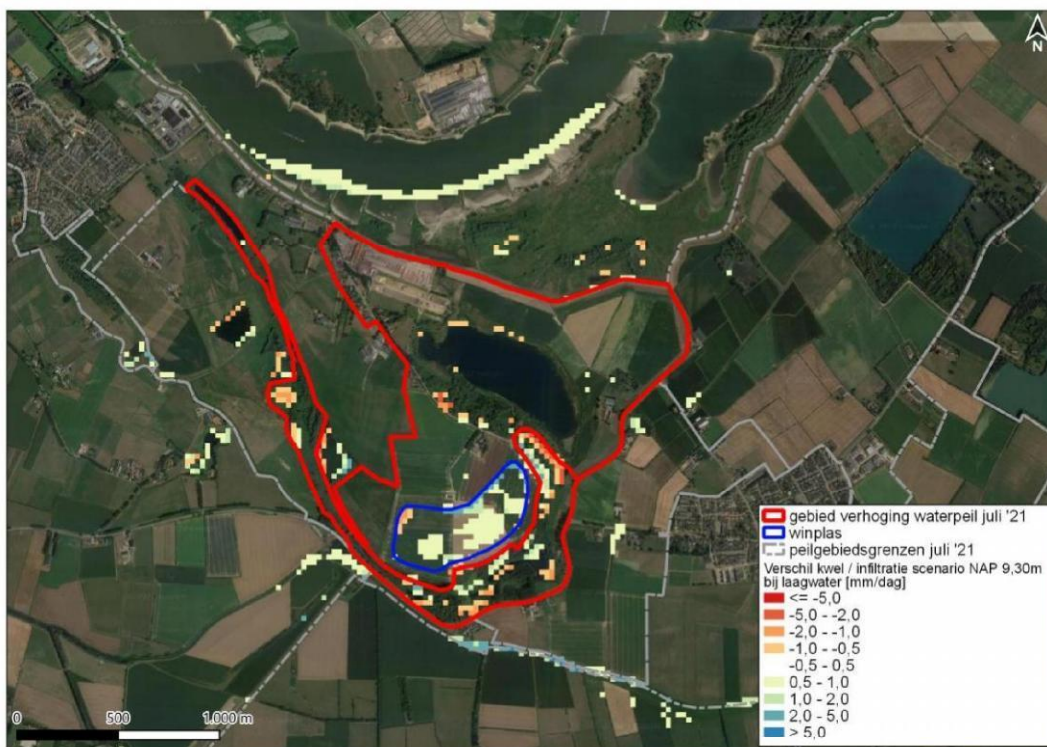 N
gebied verhoging waterpeil juli '21
winplas
peilgebiedsgrenzen juli '21
Verschil kwel / infiltratie scenario NAP 9,30m
bij laagwater [mm/dag]
<= -5,0
-5,0 - -2,0
-2,0 - -1,0
-1,0 - -0,5
-0,5 - 0,5
0,5 - 1,0
1,0 - 2,0
2,0 - 5,0
> 5,0
0 500 1.000 m